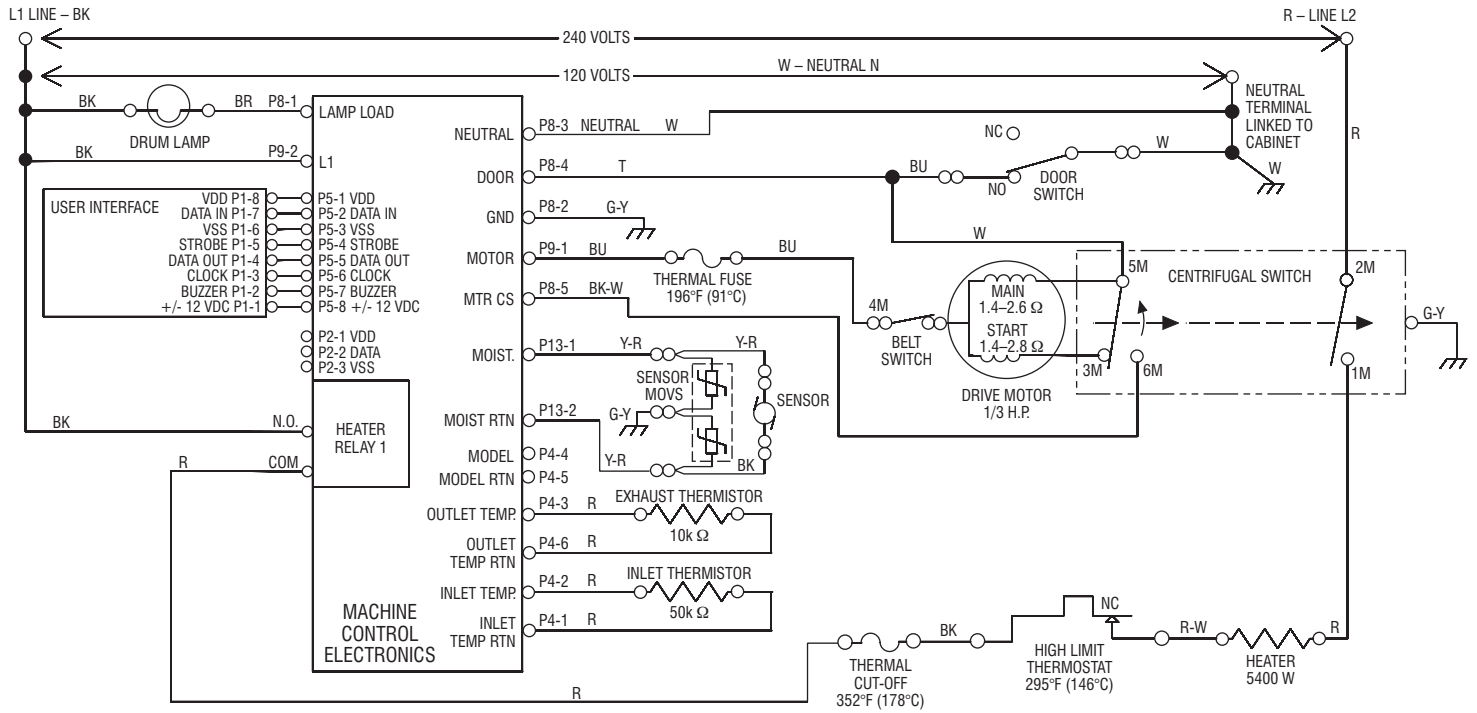 L1 LINE – BK
R – LINE L2
240 VOLTS
120 VOLTS
W – NEUTRAL N
NEUTRAL
TERMINAL
LINKED TO
CABINET
BK
BR
P8-1
LAMP LOAD
DRUM LAMP
NEUTRAL
P8-3
NEUTRAL
W
NC
R
BK
P9-2
L1
DOOR
P8-4
T
BU
NO
DOOR
SWITCH
W
W
USER INTERFACE
VDD P1-8
P5-1 VDD
DATA IN P1-7
P5-2 DATA IN
VSS P1-6
P5-3 VSS
STROBE P1-5
P5-4 STROBE
DATA OUT P1-4
P5-5 DATA OUT
CLOCK P1-3
P5-6 CLOCK
BUZZER P1-2
P5-7 BUZZER
+/- 12 VDC P1-1
P5-8 +/- 12 VDC
GND
P8-2
G-Y
W
MOTOR
P9-1
BU
BU
THERMAL FUSE
196°F (91°C)
5M
CENTRIFUGAL SWITCH
2M
MTR CS
P8-5
BK-W
4M
BELT
SWITCH
MAIN
1.4–2.6 Ω
START
1.4–2.8 Ω
3M
6M
1M
G-Y
DRIVE MOTOR
1/3 H.P.
P2-1 VDD
P2-2 DATA
P2-3 VSS
MOIST.
P13-1
Y-R
Y-R
SENSOR
MOVS
SENSOR
G-Y
MOIST RTN
P13-2
Y-R
BK
BK
N.O.
HEATER
RELAY 1
R
COM
MODEL
P4-4
MODEL RTN
P4-5
OUTLET TEMP.
P4-3
R
EXHAUST THERMISTOR
10k Ω
OUTLET
TEMP RTN
P4-6
R
INLET TEMP.
P4-2
R
INLET THERMISTOR
50k Ω
INLET
TEMP RTN
P4-1
R
MACHINE
CONTROL
ELECTRONICS
R
THERMAL
CUT-OFF
352°F (178°C)
BK
NC
HIGH LIMIT
THERMOSTAT
295°F (146°C)
R-W
HEATER
5400 W
R